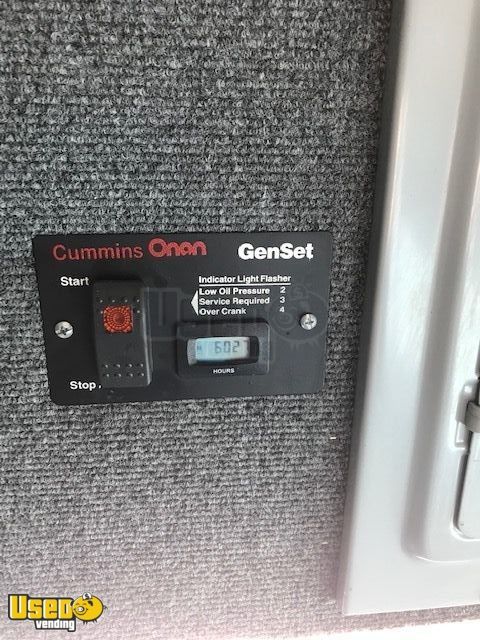 Cummins Onan GenSet
Start
Indicator Light Flasher
Low Oil Pressure 2
Service Required 3
Over Crank 4
HOURS
Stop
Used
vending